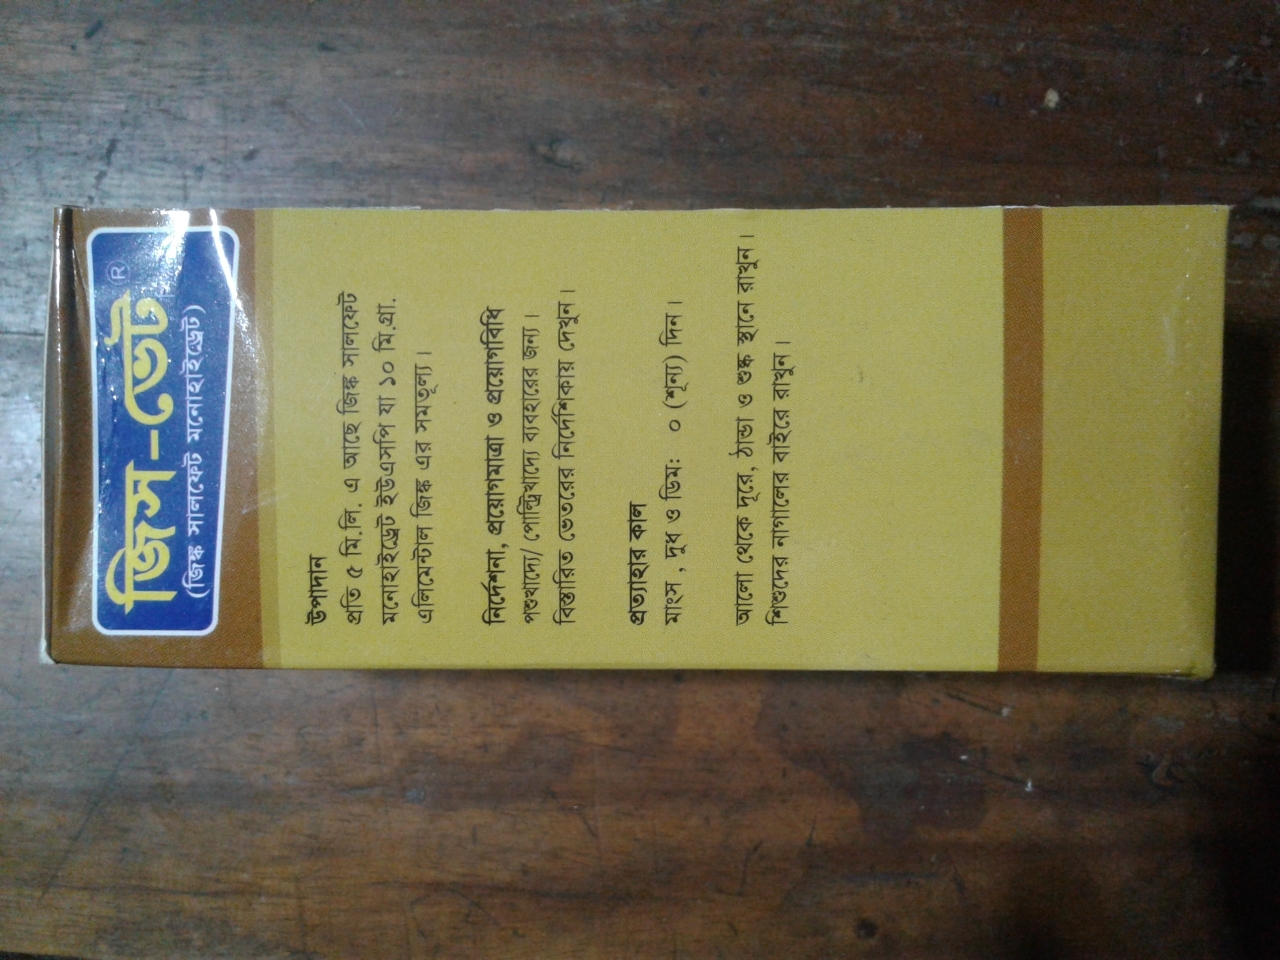 জিস-ভেট ®
(জিঙ্ক সালফেট মনোহাইড্রেট)
উপাদান
প্রতি ৫ মি.লি. এ আছে জিঙ্ক সালফেট
মনোহাইড্রেট ইউএসপি যা ১০ মি.গ্রা.
এলিমেন্টাল জিঙ্ক এর সমতূল্য।
নির্দেশনা, প্রয়োগমাত্রা ও প্রয়োগবিধি
পশুখাদ্যে/ পোল্ট্রিখাদ্যে ব্যবহারের জন্য।
বিস্তারিত ভেতরের নির্দেশিকায় দেখুন।
প্রত্যাহার কাল
মাংস , দুধ ও ডিম: ০ (শূন্য) দিন।
আলো থেকে দূরে, ঠান্ডা ও শুষ্ক স্থানে রাখুন।
শিশুদের নাগালের বাইরে রাখুন।